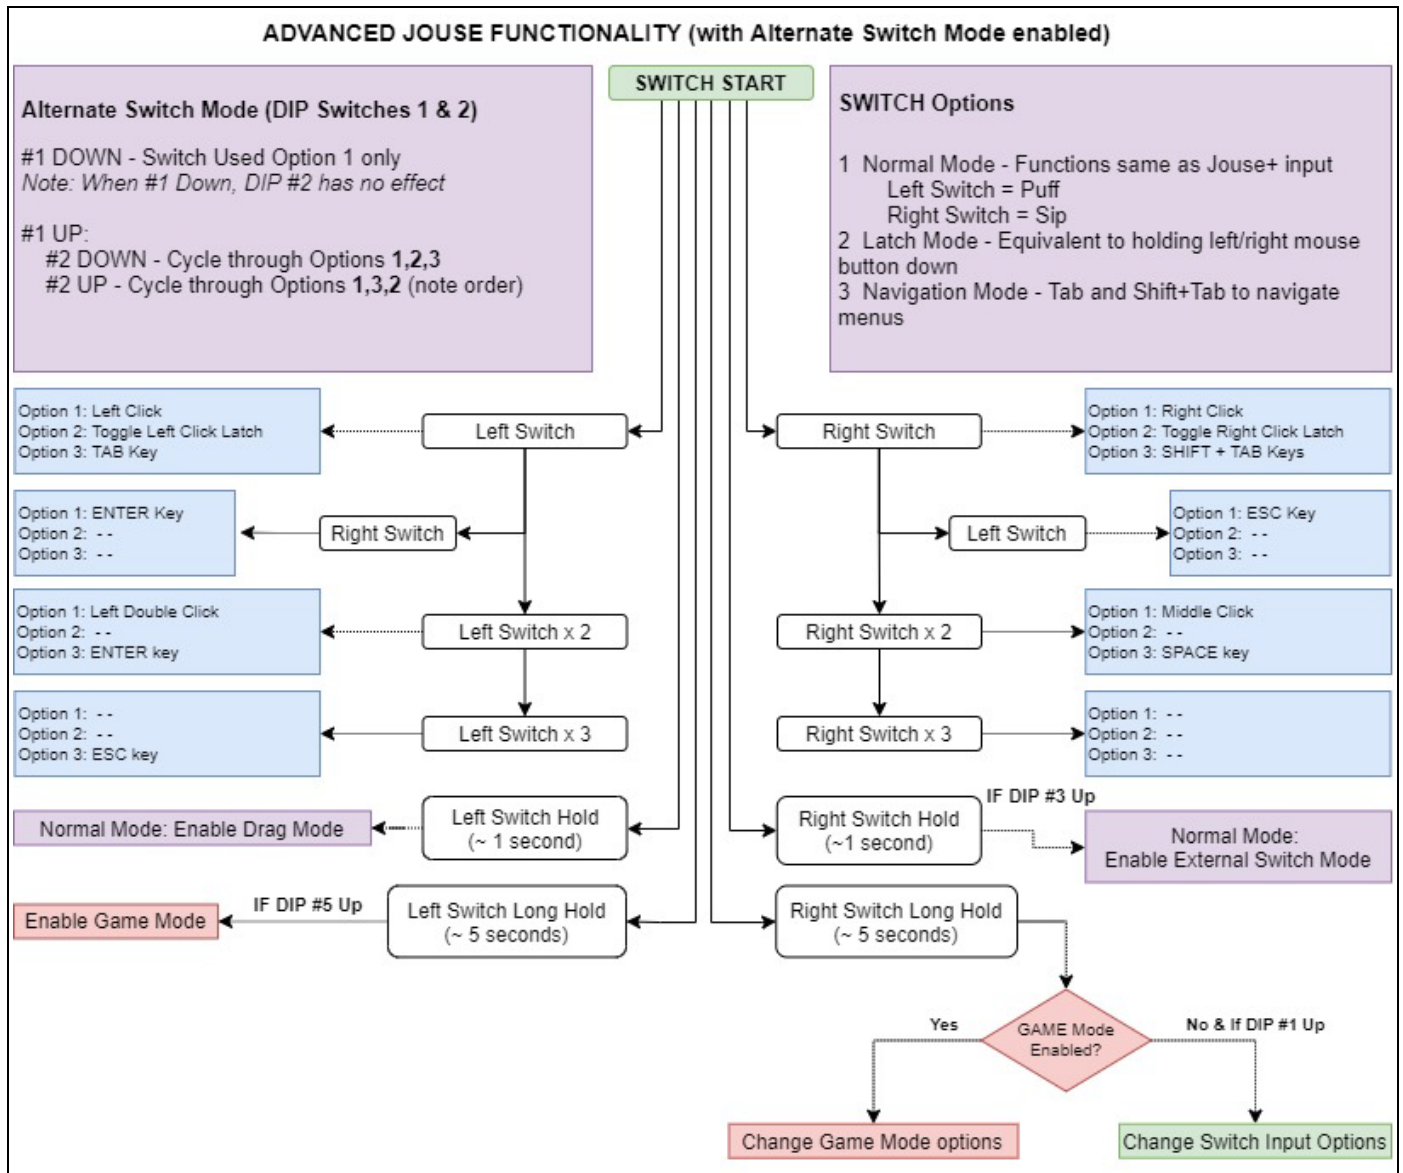 ADVANCED JOUSE FUNCTIONALITY (with Alternate Switch Mode enabled)
SWITCH START
Alternate Switch Mode (DIP Switches 1 & 2)
#1 DOWN - Switch Used Option 1 only
Note: When #1 Down, DIP #2 has no effect
#1 UP:
#2 DOWN - Cycle through Options 1,2,3
#2 UP - Cycle through Options 1,3,2 (note order)
SWITCH Options
1 Normal Mode - Functions same as Jouse+ input
Left Switch = Puff
Right Switch = Sip
2 Latch Mode - Equivalent to holding left/right mouse
button down
3 Navigation Mode - Tab and Shift+Tab to navigate
menus
Option 1: Left Click
Option 2: Toggle Left Click Latch
Option 3: TAB Key
Left Switch
Right Switch
Option 1: Right Click
Option 2: Toggle Right Click Latch
Option 3: SHIFT + TAB Keys
Option 1: ENTER Key
Option 2: - -
Option 3: - -
Right Switch
Left Switch
Option 1: ESC Key
Option 2: - -
Option 3: - -
Option 1: Left Double Click
Option 2: - -
Option 3: ENTER key
Left Switch x 2
Right Switch x 2
Option 1: Middle Click
Option 2: - -
Option 3: SPACE key
Option 1: - -
Option 2: - -
Option 3: ESC key
Left Switch x 3
Right Switch x 3
Option 1: - -
Option 2: - -
Option 3: - -
Normal Mode: Enable Drag Mode
Left Switch Hold
(~ 1 second)
Right Switch Hold
(~1 second)
IF DIP #3 Up
Normal Mode:
Enable External Switch Mode
Enable Game Mode
IF DIP #5 Up
Left Switch Long Hold
(~ 5 seconds)
Right Switch Long Hold
(~ 5 seconds)
Yes
GAME Mode
Enabled?
No & If DIP #1 Up
Change Game Mode options
Change Switch Input Options